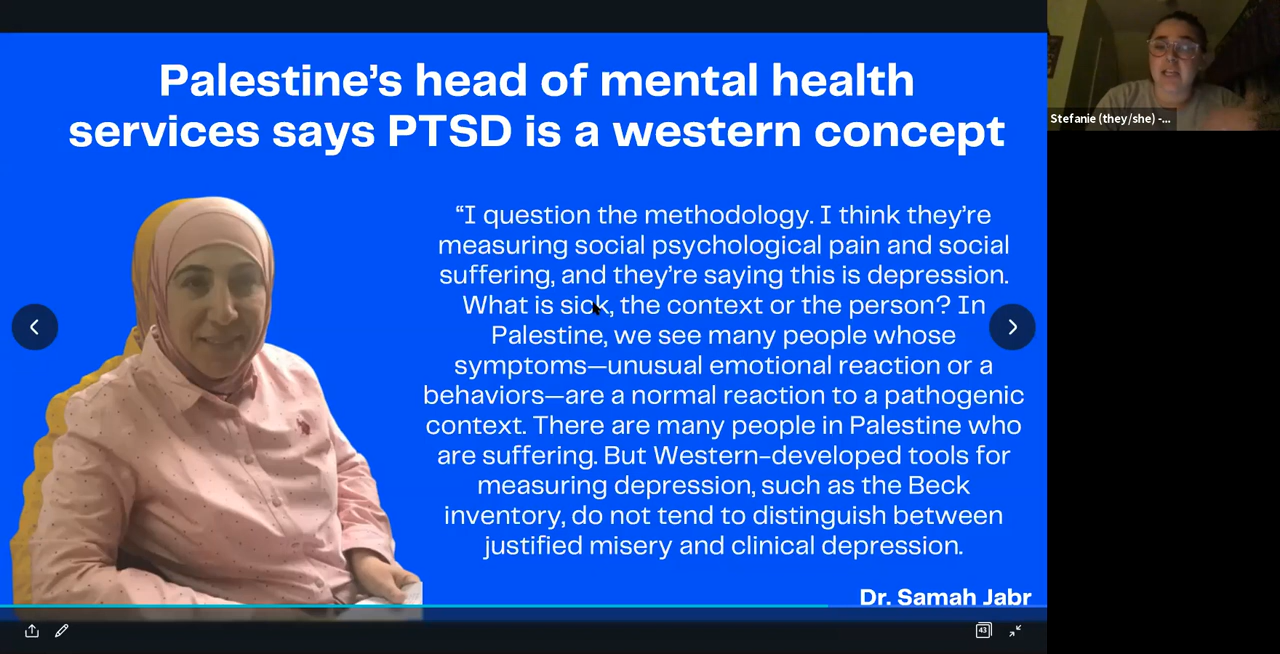 Palestine’s head of mental health
services says PTSD is a western concept
“I question the methodology. I think they’re
measuring social psychological pain and social
suffering, and they’re saying this is depression.
What is sick, the context or the person? In
Palestine, we see many people whose
symptoms—unusual emotional reaction or a
behaviors—are a normal reaction to a pathogenic
context. There are many people in Palestine who
are suffering. But Western-developed tools for
measuring depression, such as the Beck
inventory, do not tend to distinguish between
justified misery and clinical depression.
Dr. Samah Jabr
43
Stefanie (they/she) -...